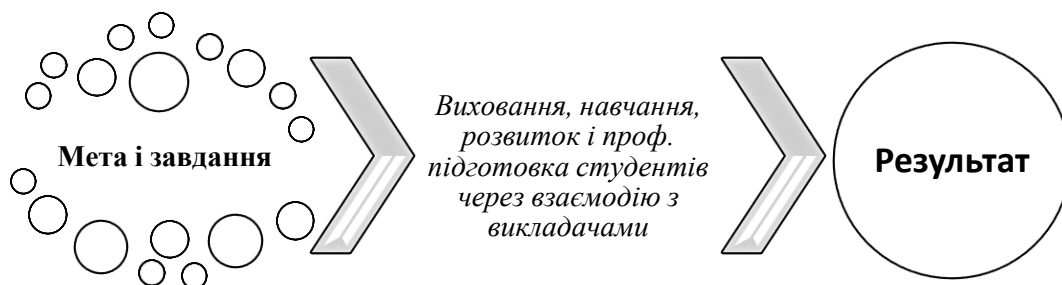 Мета і завдання
Виховання, навчання,
розвиток і проф.
підготовка студентів
через взаємодію з
викладачами
Результат